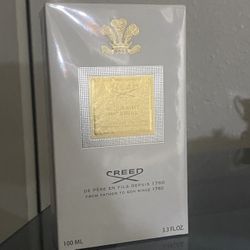 CREED
DE PÈRE EN FILS DEPUIS 1760
FROM FATHER TO SON SINCE 1760
100 ML
3.3 FL.OZ.